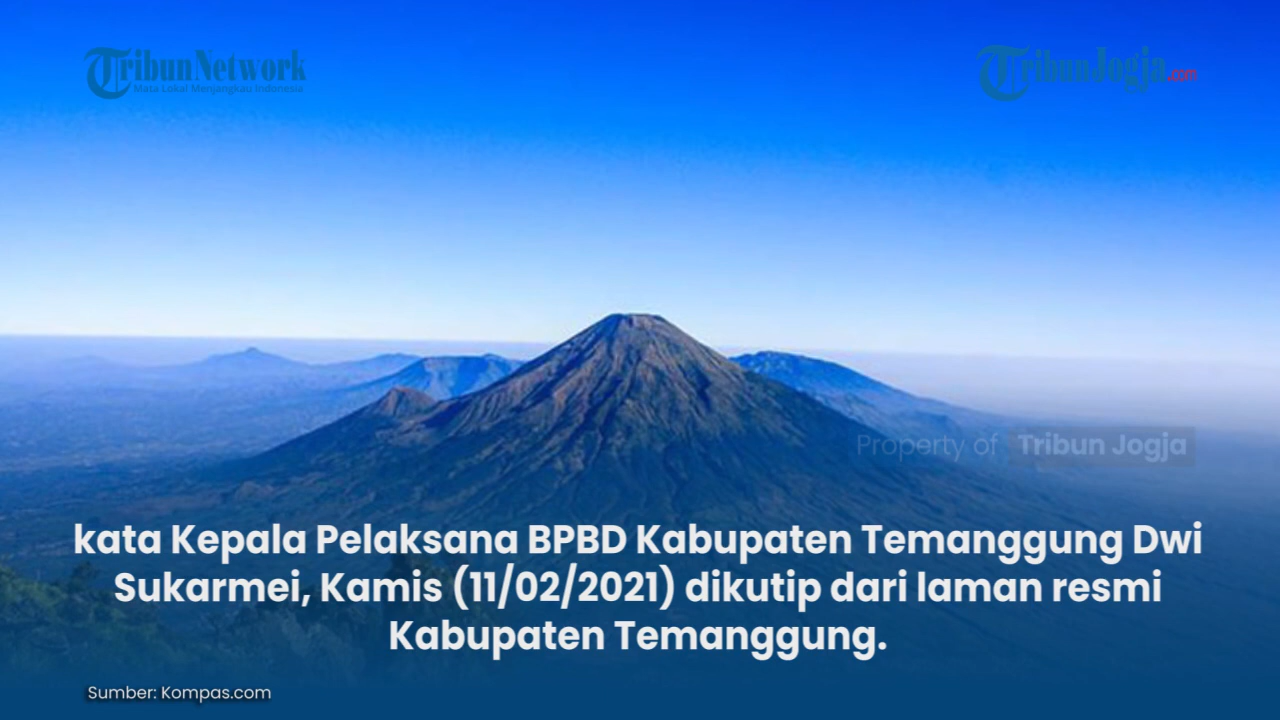 TribunNetwork
Mata Lokal Menjangkau Indonesia
TribunJogja.com
Property of Tribun Jogja
kata Kepala Pelaksana BPBD Kabupaten Temanggung Dwi
Sukarmei, Kamis (11/02/2021) dikutip dari laman resmi
Kabupaten Temanggung.
Sumber: Kompas.com